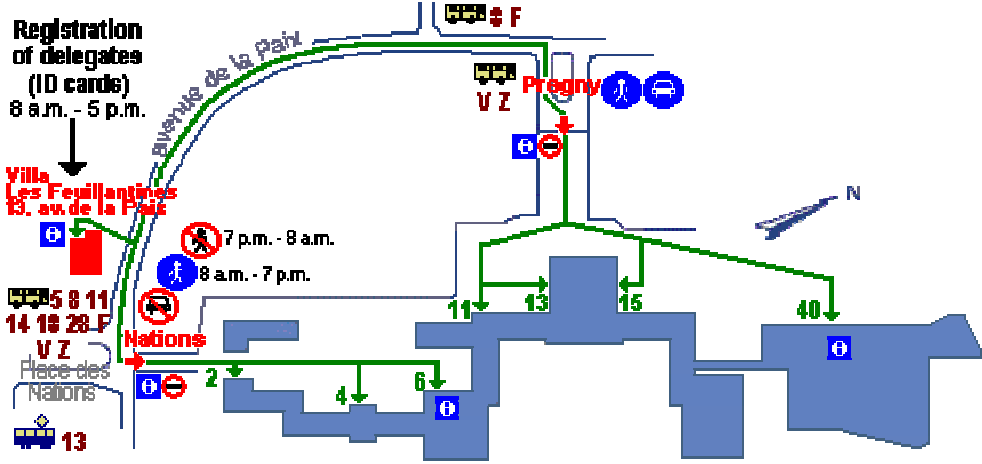 Registration
of delegates
(ID cards)
8 a.m. - 5 p.m.
8 F
avenue de la Paix
V Z
Pregny
N
Villa
Les Feuillantines
13. av. de la Paix
7 p.m. - 8 a.m.
8 a.m. - 7 p.m.
5 8 11
14 18 28 F
V Z
Nations
Place des
Nations
13
11
13
15
40
2
4
6